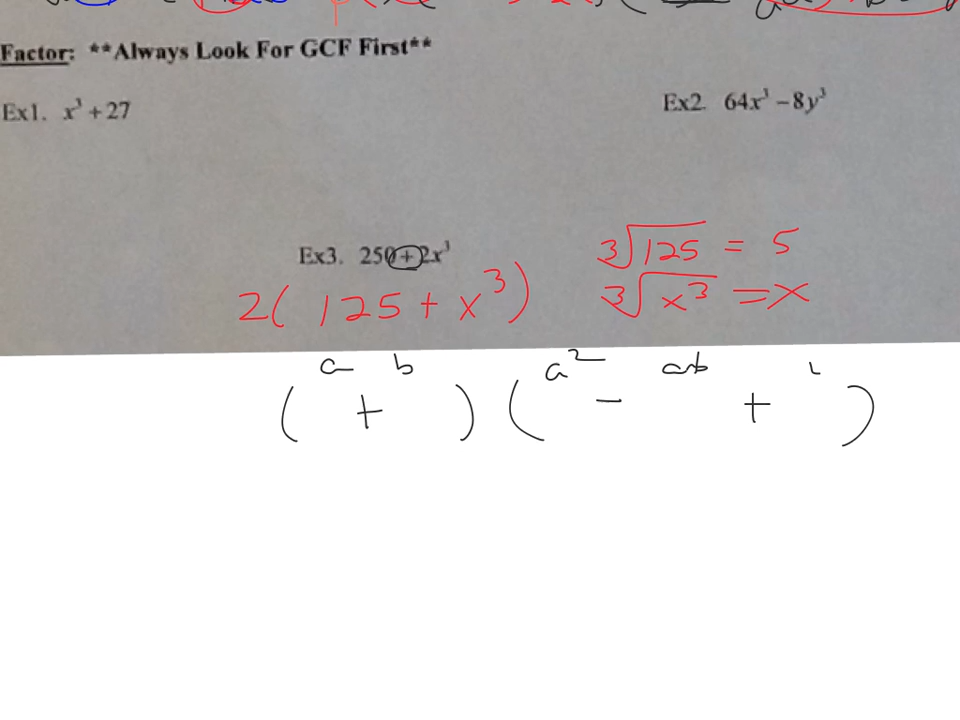 Factor: **Always Look For GCF First**
Ex1. x³ + 27
Ex2. 64x³ – 8y³
Ex3. 250 + 2x³
∛125 = 5
2( 125 + x³ )
∛x³ = x
a b a² ab
( + ) ( - + )